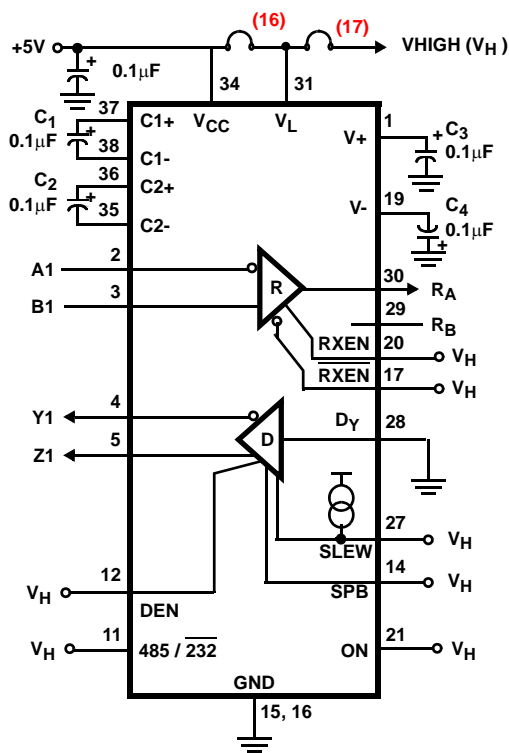 (16) (17)
+5V VHIGH (VH)
0.1μF 34 31
37 VCC VL 1
C1 C1+ V+ C3
0.1μF 38 0.1μF
C1-
36 C2+
C2 19
0.1μF 35 V- C4
C2- 0.1μF
A1 2 R 30 RA
B1 3 29 RB
RXEN 20 VH
RXEN 17 VH
Y1 4 DY 28
Z1 5 D
27 VH
SLEW
14 VH
SPB
VH 12
DEN
VH 11 485 / 232 ON 21 VH
GND
15, 16